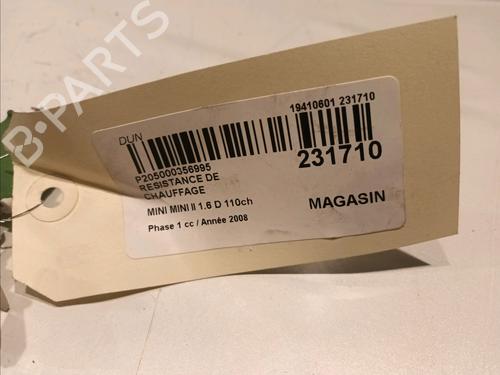 B-PARTS
DUN
19410601 231710
P205000356995
231710
RESISTANCE DE
CHAUFFAGE
MINI MINI II 1.6 D 110ch
MAGASIN
Phase 1 cc / Année 2008